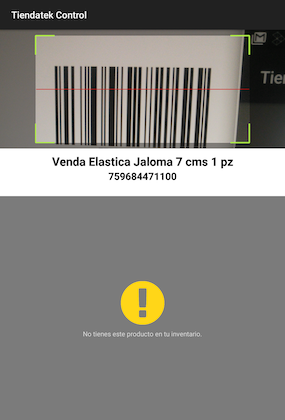 Tiendatek Control
Tien
Venda Elastica Jaloma 7 cms 1 pz
759684471100
No tienes este producto en tu inventario.